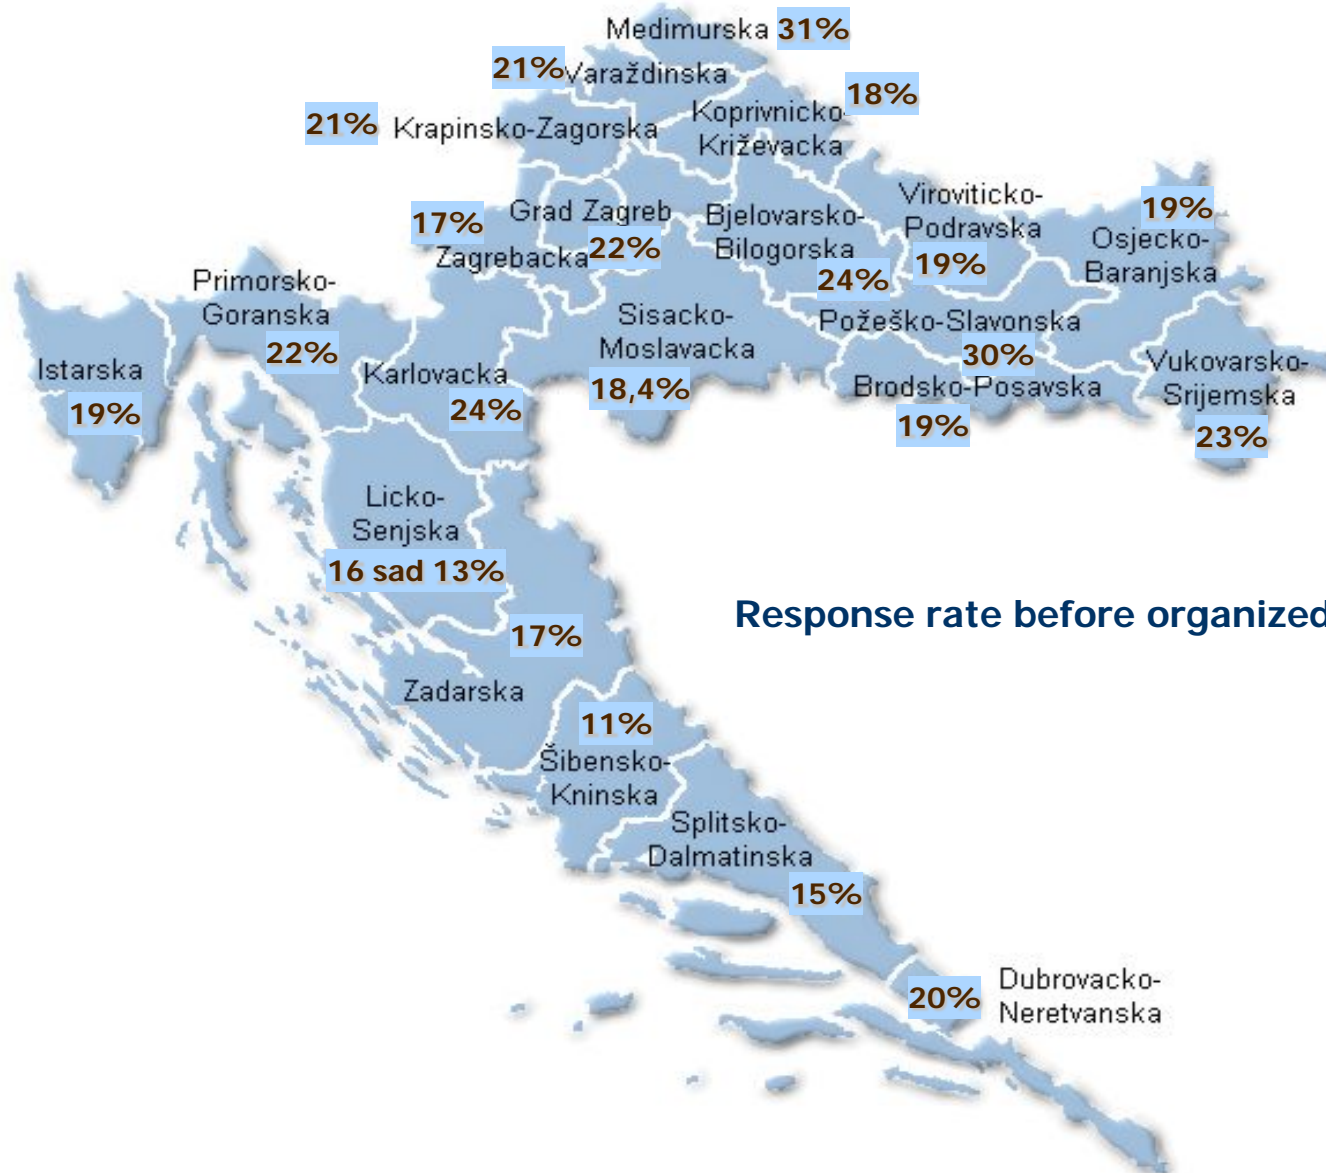 Medimurska 31%
21% Varaždinska
18%
Koprivnicko-
Križevacka
21% Krapinsko-Zagorska
Viroviticko-
Podravska
19%
19%
Osjecko-
Baranjska
17%
Grad Zagreb
22%
Zagrebacka
Bjelovarsko-
Bilogorska
24%
Primorsko-
Goranska
22%
Sisacko-
Moslavacka
18,4%
Požeško-Slavonska
30%
Istarska
19%
Karlovacka
24%
Brodsko-Posavska
19%
Vukovarsko-
Srijemska
23%
Licko-
Senjska
16 sad 13%
Response rate before organized
17%
Zadarska
11%
Šibensko-
Kninska
Splitsko-
Dalmatinska
15%
20%
Dubrovacko-
Neretvanska